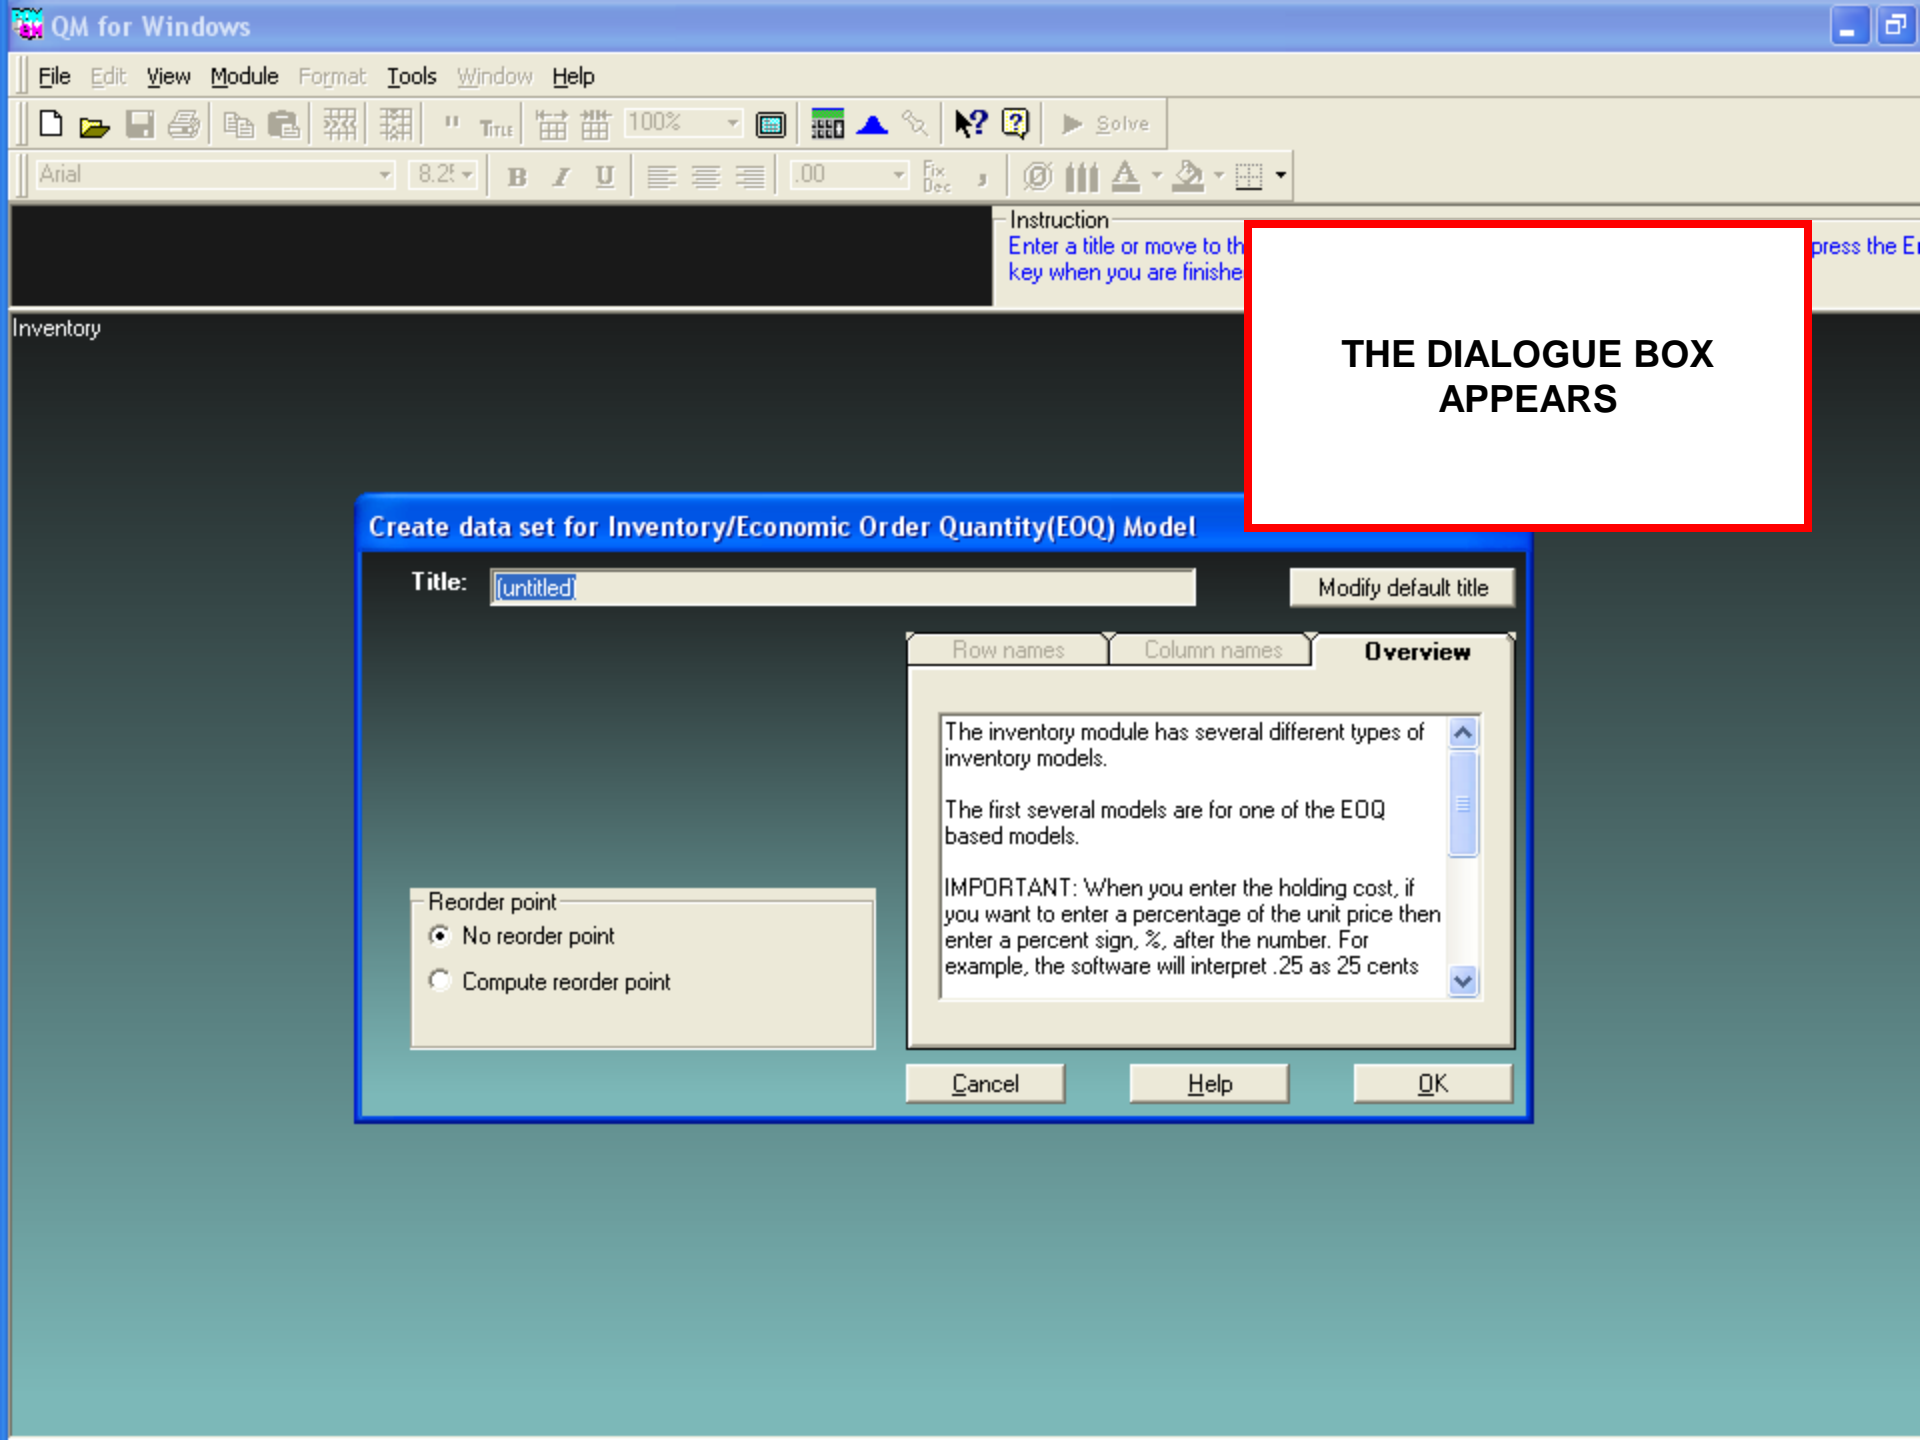 QM for Windows
File Edit View Module Format Tools Window Help
TITLE 100% Solve
Arial 8.25 B I U .00 Fix Dec ,
Instruction
Enter a title or move to th press the E
key when you are finishe
Inventory
THE DIALOGUE BOX
APPEARS
Create data set for Inventory/Economic Order Quantity(EOQ) Model
Title: (untitled) Modify default title
Row names Column names Overview
The inventory module has several different types of
inventory models.
The first several models are for one of the EOQ
based models.
IMPORTANT: When you enter the holding cost, if
you want to enter a percentage of the unit price then
enter a percent sign, %, after the number. For
example, the software will interpret .25 as 25 cents
Reorder point
No reorder point
Compute reorder point
Cancel Help OK